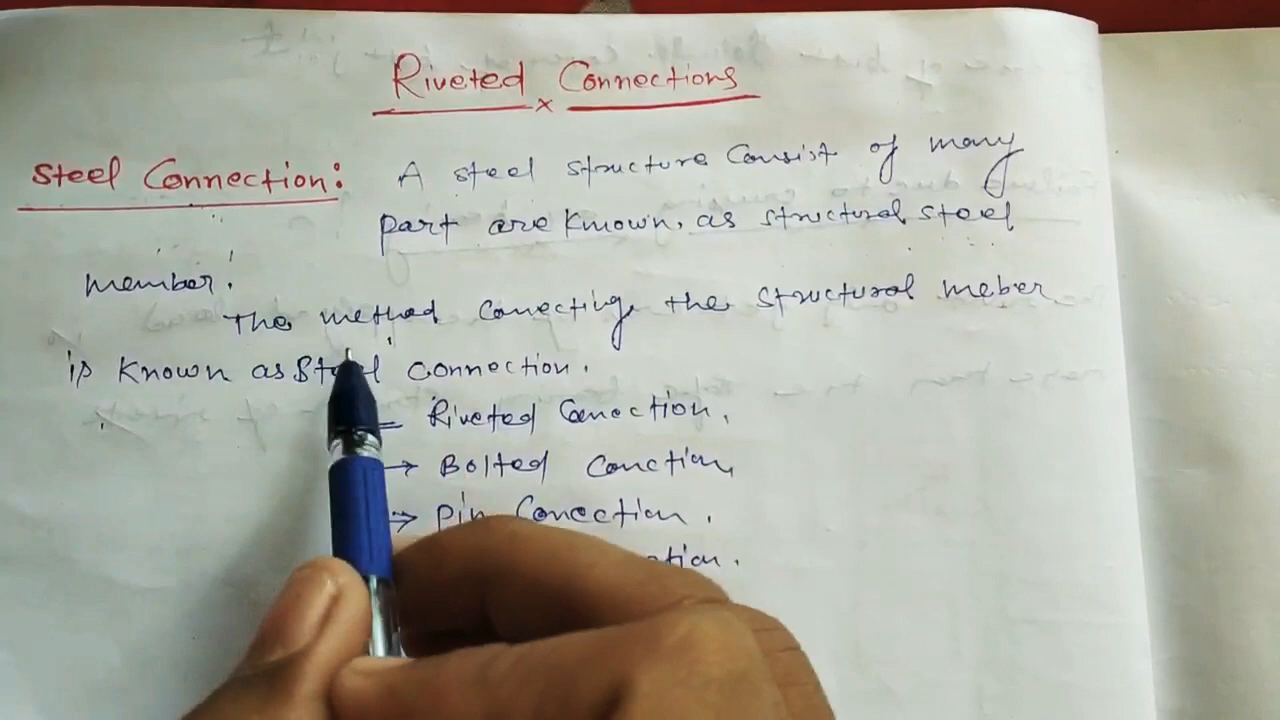 Riveted Connections
Steel Connection: A steel structure Consist of many
part are known, as structural steel
member.
The method conecting the structural meber
is known as Steel connection.
Riveted Conection.
→ Bolted Conction,
→ Pin Conection.